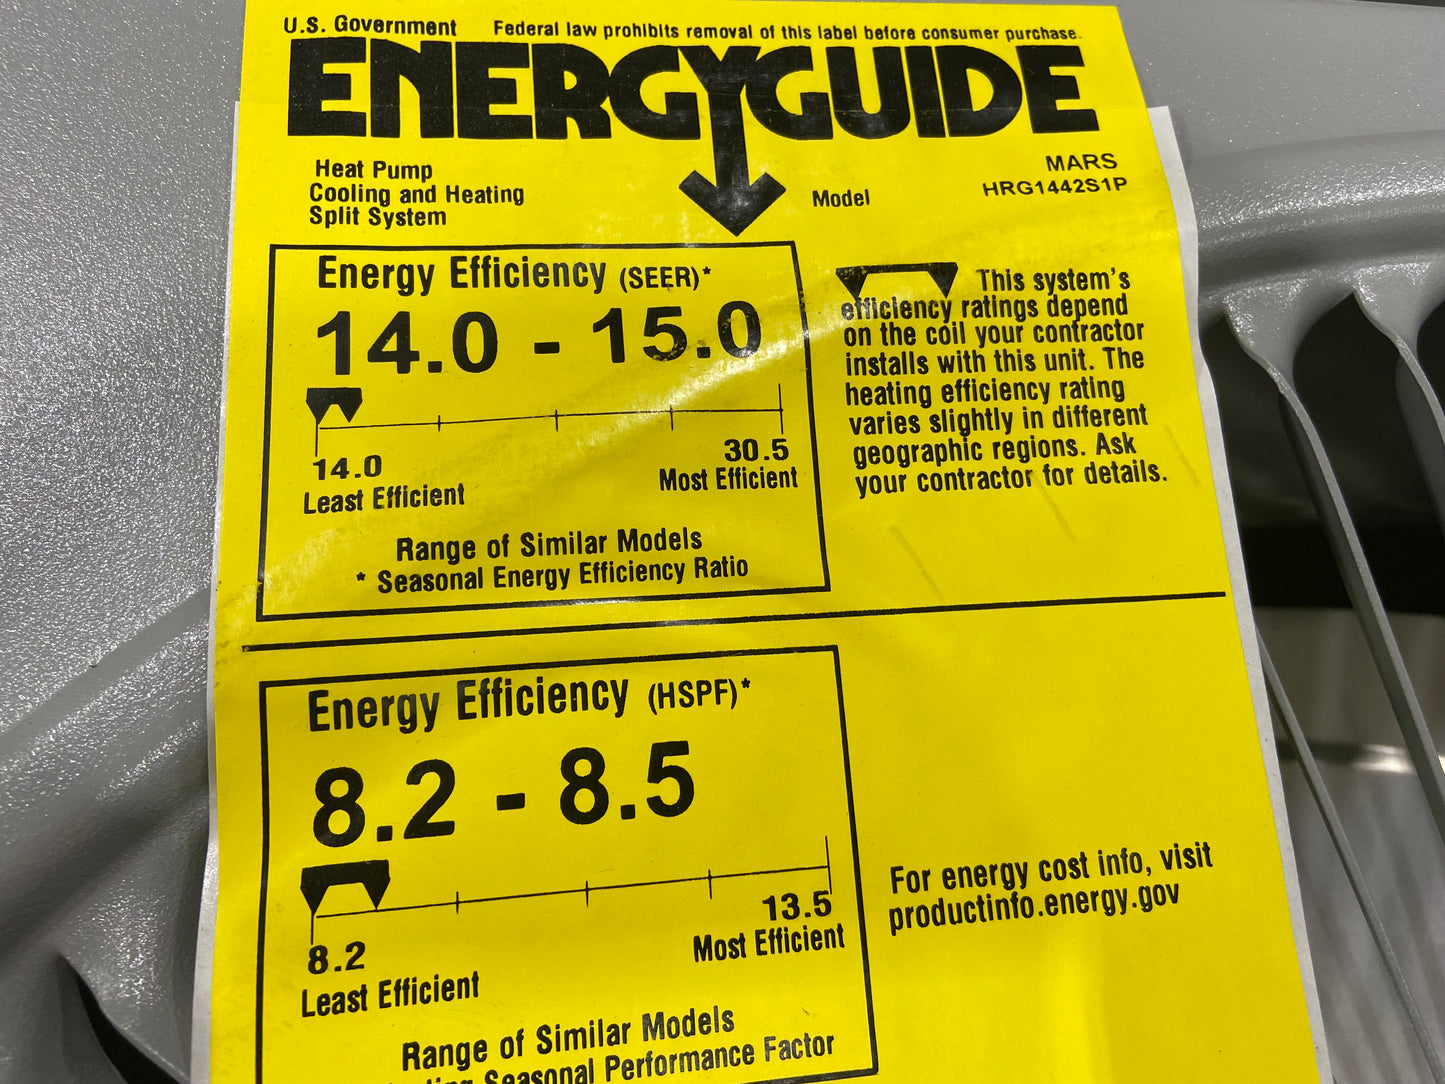 U.S. Government Federal law prohibits removal of this label before consumer purchase.
ENERGYGUIDE
Heat Pump
Cooling and Heating
Split System
Model
MARS
HRG1442S1P
Energy Efficiency (SEER)*
14.0 - 15.0
14.0
Least Efficient
30.5
Most Efficient
Range of Similar Models
* Seasonal Energy Efficiency Ratio
This system's
efficiency ratings depend
on the coil your contractor
installs with this unit. The
heating efficiency rating
varies slightly in different
geographic regions. Ask
your contractor for details.
Energy Efficiency (HSPF)*
8.2 - 8.5
8.2
Least Efficient
13.5
Most Efficient
Range of Similar Models
Seasonal Performance Factor
For energy cost info, visit
productinfo.energy.gov